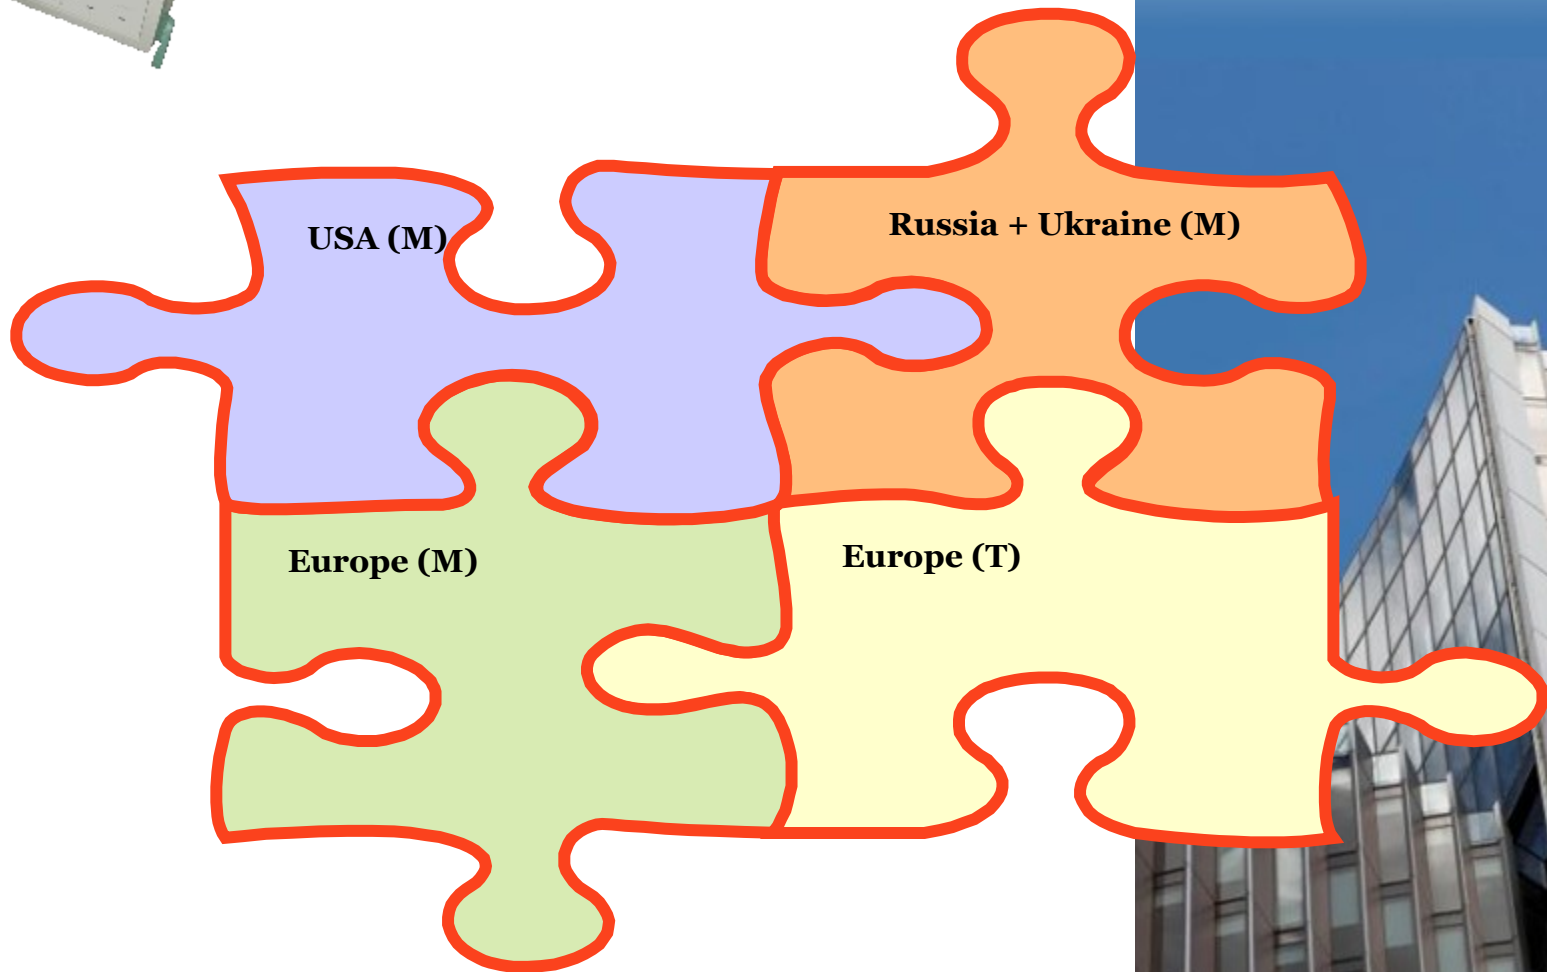 USA (M)
Russia + Ukraine (M)
Europe (M)
Europe (T)